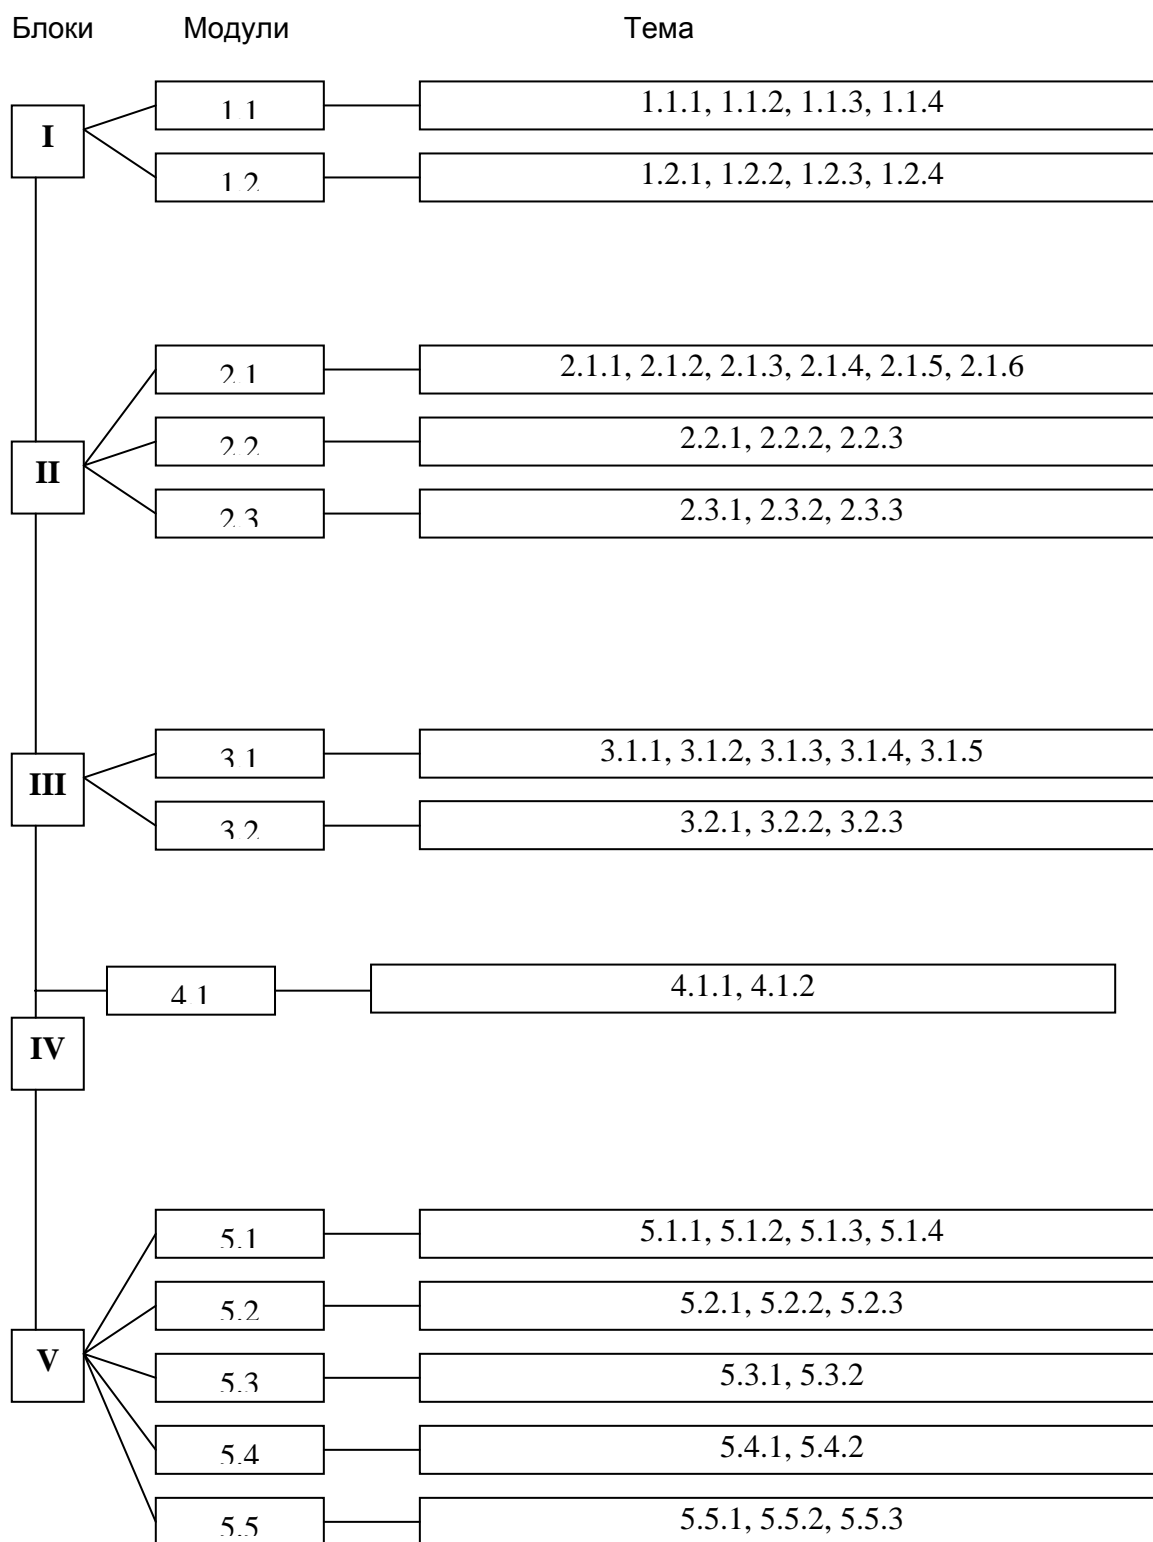 Блоки Модули Тема
1.1 1.1.1, 1.1.2, 1.1.3, 1.1.4
I
1.2 1.2.1, 1.2.2, 1.2.3, 1.2.4
2.1 2.1.1, 2.1.2, 2.1.3, 2.1.4, 2.1.5, 2.1.6
2.2 2.2.1, 2.2.2, 2.2.3
II
2.3 2.3.1, 2.3.2, 2.3.3
3.1 3.1.1, 3.1.2, 3.1.3, 3.1.4, 3.1.5
III
3.2 3.2.1, 3.2.2, 3.2.3
4.1 4.1.1, 4.1.2
IV
5.1 5.1.1, 5.1.2, 5.1.3, 5.1.4
5.2 5.2.1, 5.2.2, 5.2.3
V
5.3 5.3.1, 5.3.2
5.4 5.4.1, 5.4.2
5.5 5.5.1, 5.5.2, 5.5.3